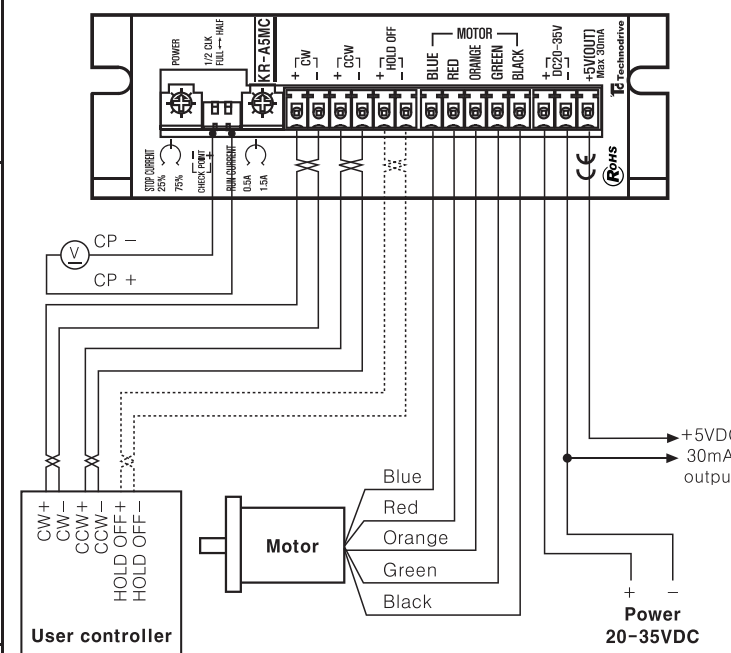 POWER
1/2 CLK
FULL ↔ HALF
KR-A5MC
+ CW −
+ CCW −
+ HOLD OFF −
MOTOR
BLUE
RED
ORANGE
GREEN
BLACK
+ DC20-35V −
+5V(OUT)
Max 30mA
Technodrive
STOP CURRENT
25%
75%
− +
CHECK POINT
RUN CURRENT
0.5A
1.5A
CE
RoHS
V
CP −
CP +
+5VDC
30mA
outpu
Blue
Red
Orange
Green
Black
Motor
CW+
CW−
CCW+
CCW−
HOLD OFF+
HOLD OFF−
User controller
+ −
Power
20-35VDC